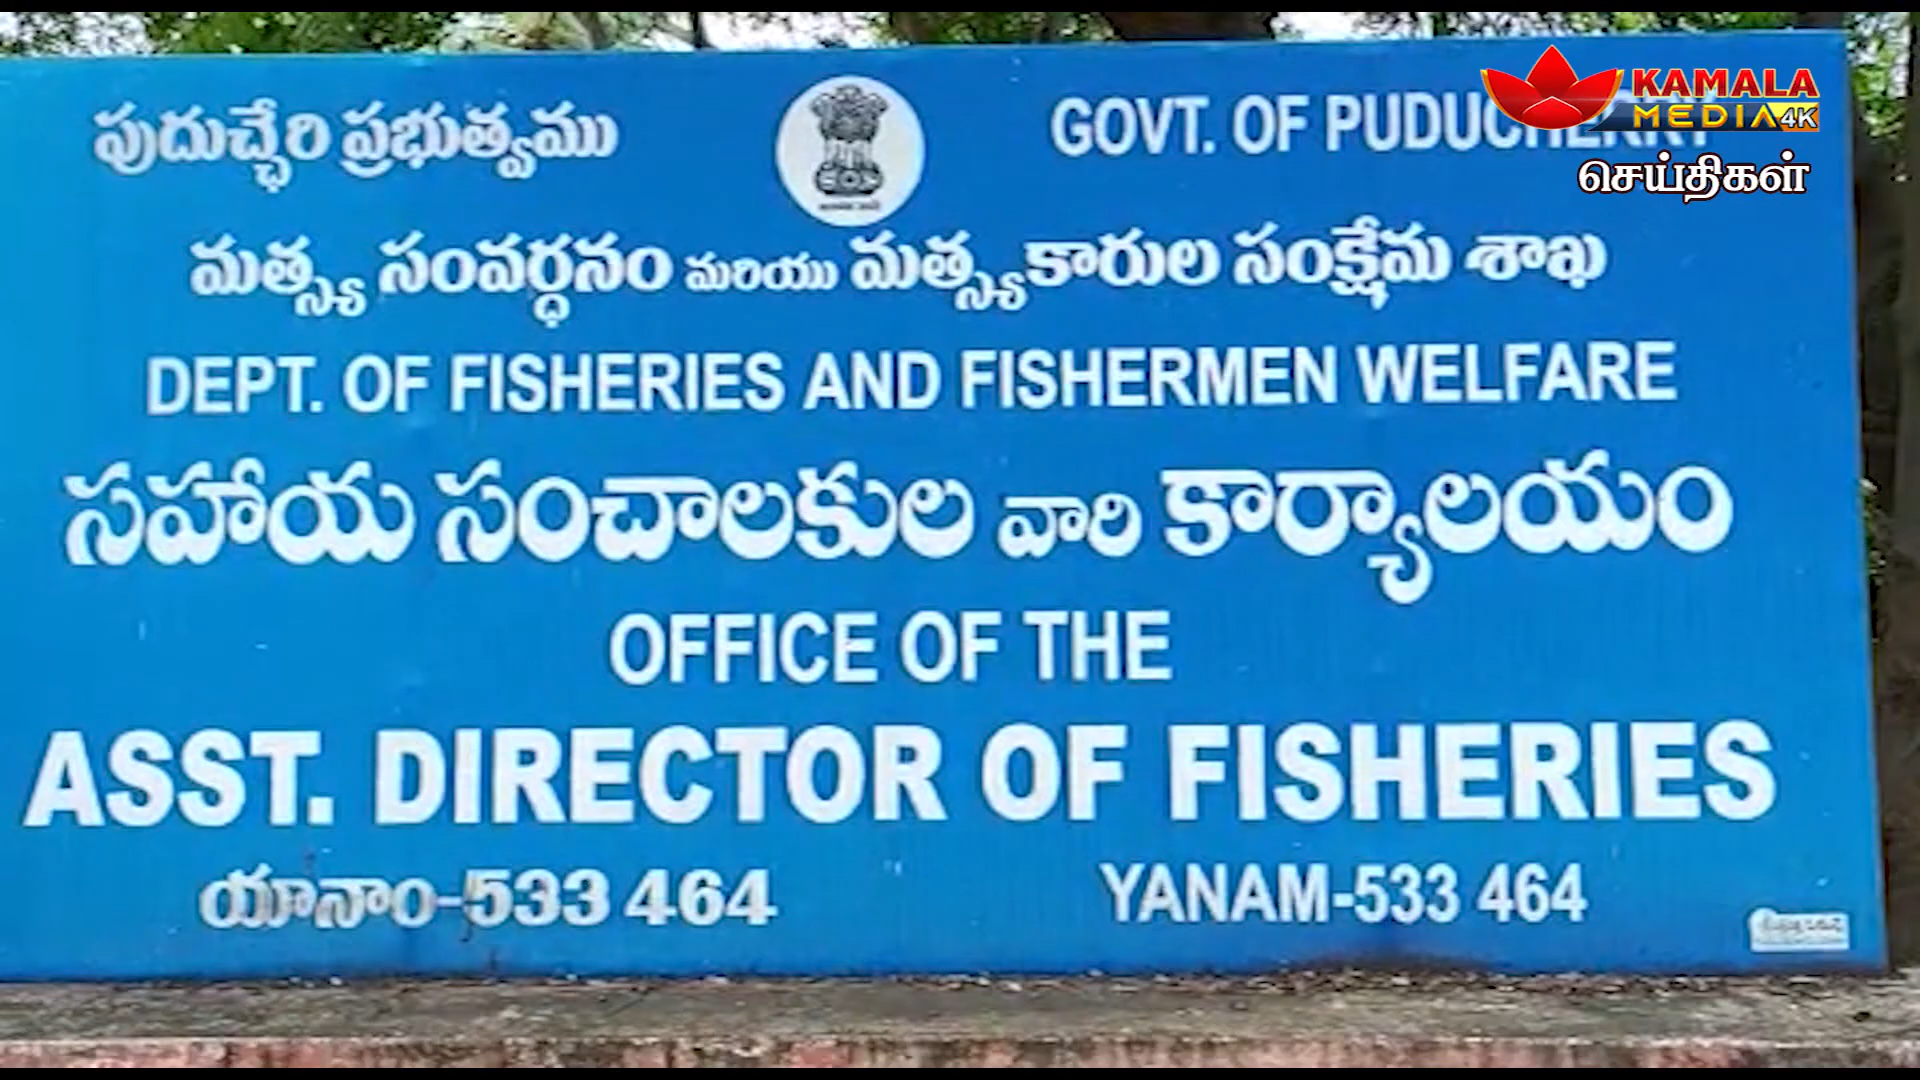 పుదుచ్చేరి ప్రభుత్వము
GOVT. OF PUDUCHERRY
KAMALA
MEDIA 4K
செய்திகள்
మత్స్య సంవర్ధనం మరియు మత్స్యకారుల సంక్షేమ శాఖ
DEPT. OF FISHERIES AND FISHERMEN WELFARE
సహాయ సంచాలకుల వారి కార్యాలయం
OFFICE OF THE
ASST. DIRECTOR OF FISHERIES
యానాం-533 464
YANAM-533 464